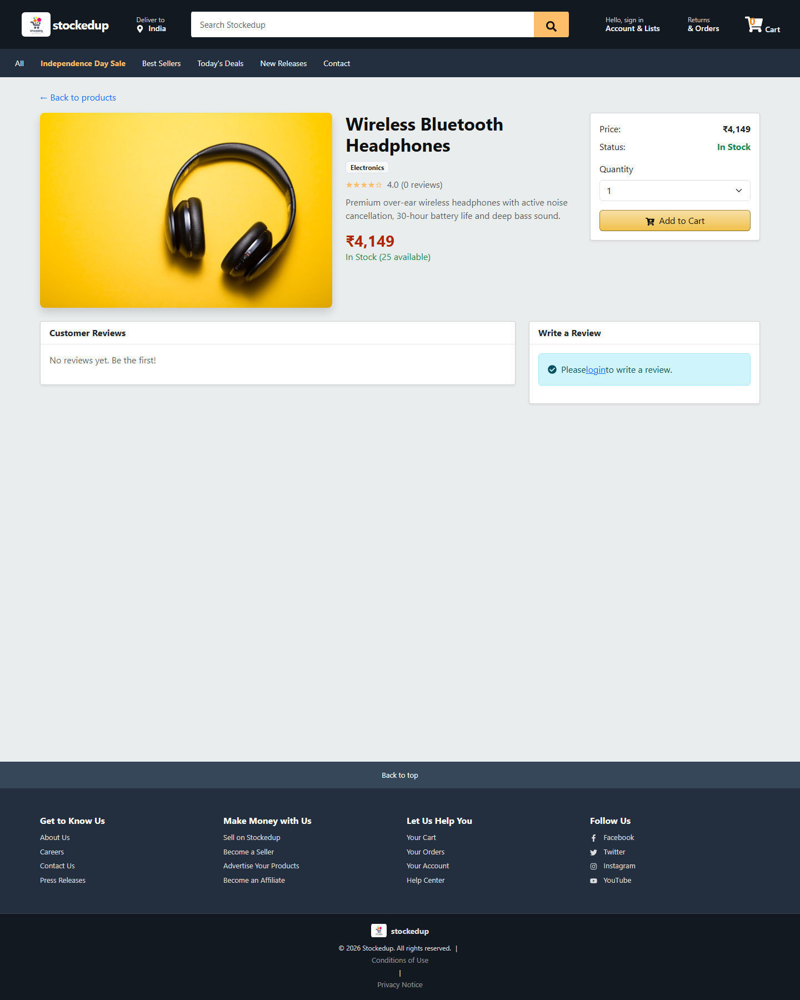 shopping
stockedup
Deliver to
India
Search Stockedup
Hello, sign in
Account & Lists
Returns
& Orders
0
Cart
All
Independence Day Sale
Best Sellers
Today's Deals
New Releases
Contact
← Back to products
Wireless Bluetooth
Headphones
Electronics
★★★★☆ 4.0 (0 reviews)
Premium over-ear wireless headphones with active noise
cancellation, 30-hour battery life and deep bass sound.
₹4,149
In Stock (25 available)
Price: ₹4,149
Status: In Stock
Quantity
1
Add to Cart
Customer Reviews
No reviews yet. Be the first!
Write a Review
Pleaseloginto write a review.
Back to top
Get to Know Us
About Us
Careers
Contact Us
Press Releases
Make Money with Us
Sell on Stockedup
Become a Seller
Advertise Your Products
Become an Affiliate
Let Us Help You
Your Cart
Your Orders
Your Account
Help Center
Follow Us
Facebook
Twitter
Instagram
YouTube
stockedup
© 2026 Stockedup. All rights reserved. |
Conditions of Use
|
Privacy Notice